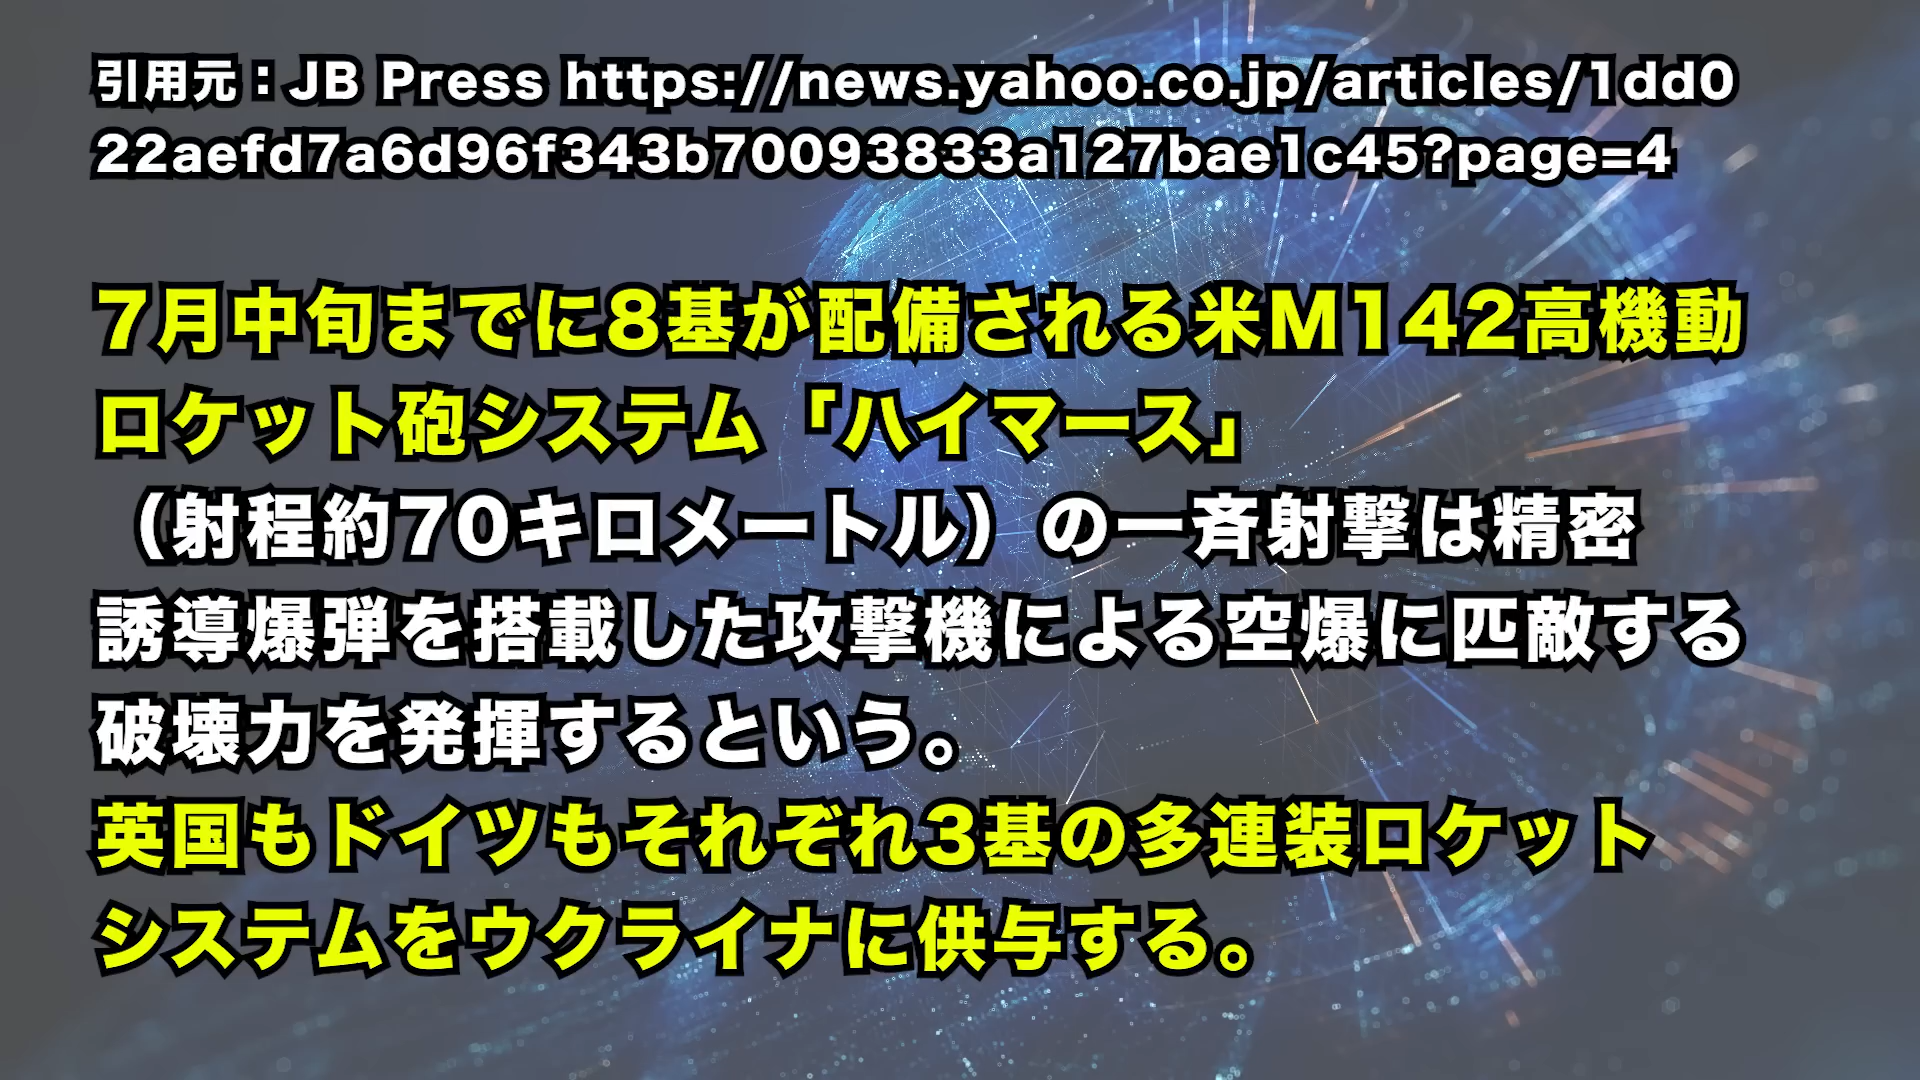 引用元：JB Press https://news.yahoo.co.jp/articles/1dd0
22aefd7a6d96f343b70093833a127bae1c45?page=4
7月中旬までに8基が配備される米M142高機動
ロケット砲システム「ハイマース」
（射程約70キロメートル）の一斉射撃は精密
誘導爆弾を搭載した攻撃機による空爆に匹敵する
破壊力を発揮するという。
英国もドイツもそれぞれ3基の多連装ロケット
システムをウクライナに供与する。